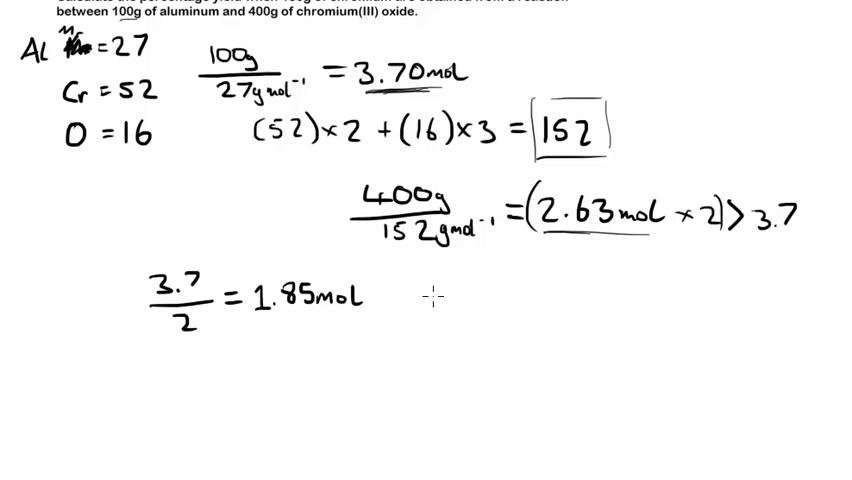 between 100g of aluminum and 400g of chromium(III) oxide.
Al Mr = 27
100g / 27gmol⁻¹ = 3.70mol
Cr = 52
O = 16
(52)×2 + (16)×3 = 152
400g / 152gmol⁻¹ = (2.63mol × 2) > 3.7
3.7 / 2 = 1.85mol